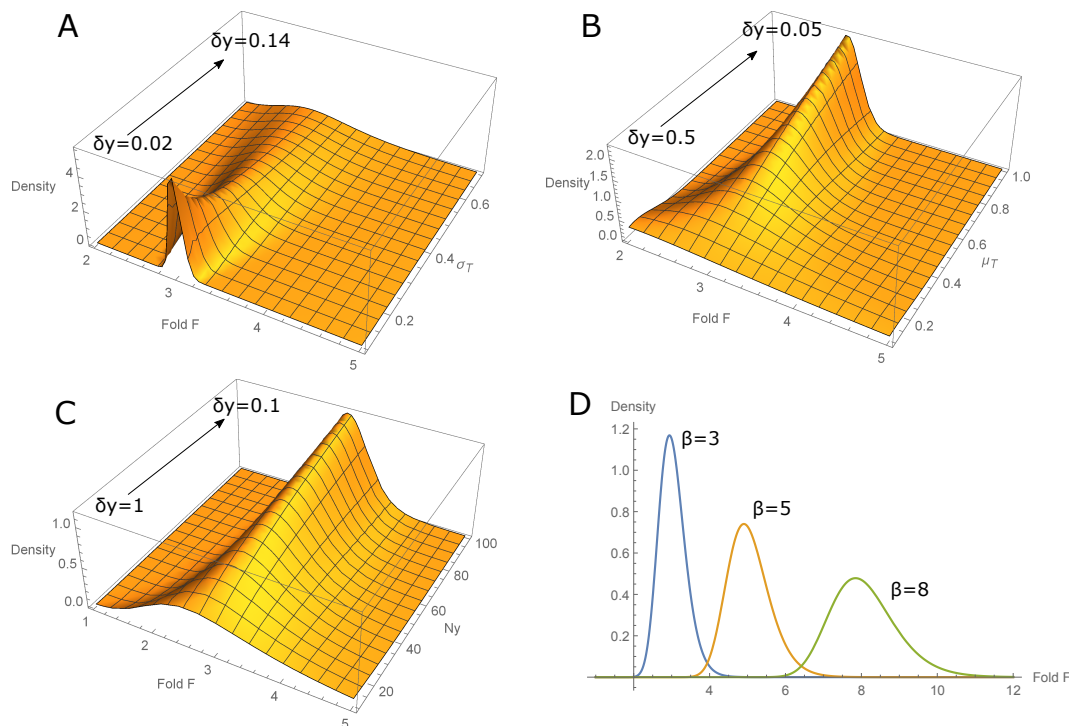 A
δy=0.14
δy=0.02
Density
4
2
0
2
3
4
5
Fold F
0.2
0.4
0.6
σT
B
δy=0.05
δy=0.5
2.0
1.5
1.0
0.5
0.0
Density
2
3
4
5
Fold F
0.2
0.4
0.6
0.8
1.0
μT
C
δy=0.1
δy=1
1.0
0.5
0.0
Density
1
2
3
4
5
Fold F
20
40
60
80
100
Ny
D
Density
1.2
1.0
0.8
0.6
0.4
0.2
β=3
β=5
β=8
4
6
8
10
12
Fold F